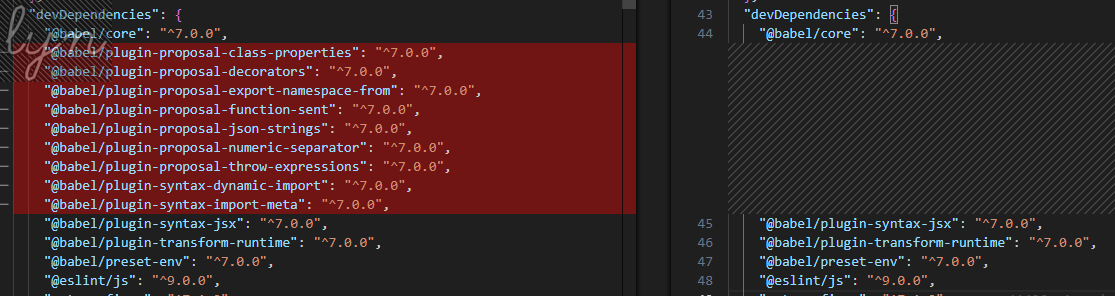 "devDependencies": {
"@babel/core": "^7.0.0",
"@babel/plugin-proposal-class-properties": "^7.0.0",
"@babel/plugin-proposal-decorators": "^7.0.0",
"@babel/plugin-proposal-export-namespace-from": "^7.0.0",
"@babel/plugin-proposal-function-sent": "^7.0.0",
"@babel/plugin-proposal-json-strings": "^7.0.0",
"@babel/plugin-proposal-numeric-separator": "^7.0.0",
"@babel/plugin-proposal-throw-expressions": "^7.0.0",
"@babel/plugin-syntax-dynamic-import": "^7.0.0",
"@babel/plugin-syntax-import-meta": "^7.0.0",
"@babel/plugin-syntax-jsx": "^7.0.0",
"@babel/plugin-transform-runtime": "^7.0.0",
"@babel/preset-env": "^7.0.0",
"@eslint/js": "^9.0.0",
43 "devDependencies": {
44 "@babel/core": "^7.0.0",
45 "@babel/plugin-syntax-jsx": "^7.0.0",
46 "@babel/plugin-transform-runtime": "^7.0.0",
47 "@babel/preset-env": "^7.0.0",
48 "@eslint/js": "^9.0.0",